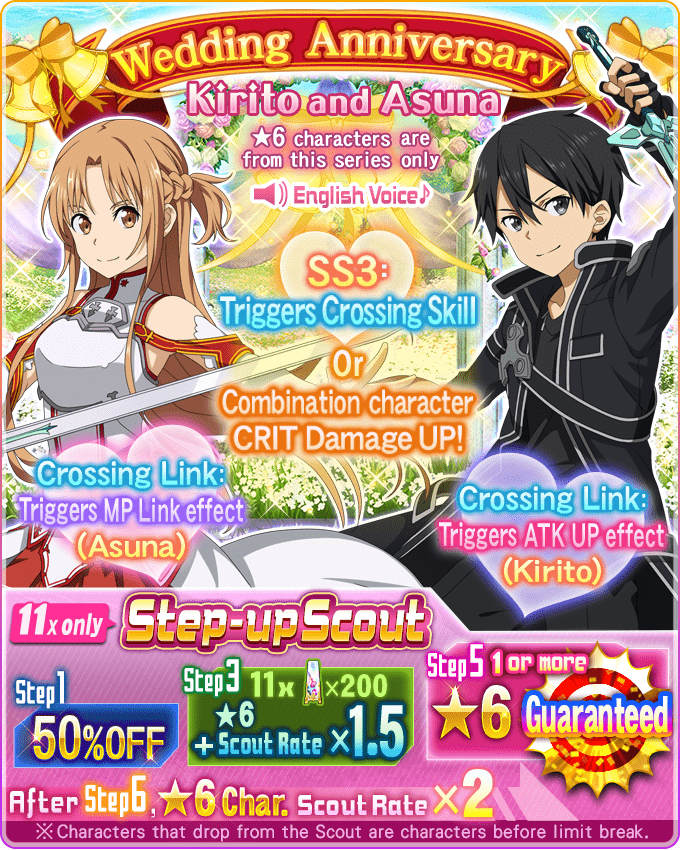 Wedding Anniversary
Kirito and Asuna
★6 characters are
from this series only
English Voice♪
SS3:
Triggers Crossing Skill
Or
Combination character
CRIT Damage UP!
Crossing Link:
Triggers MP Link effect
(Asuna)
Crossing Link:
Triggers ATK UP effect
(Kirito)
11x only
Step-up Scout
Step1
50%OFF
Step3 11x ×200
★6
+ Scout Rate ×1.5
Step5 1 or more
★6 Guaranteed
After Step6, ★6 Char. Scout Rate ×2
※Characters that drop from the Scout are characters before limit break.